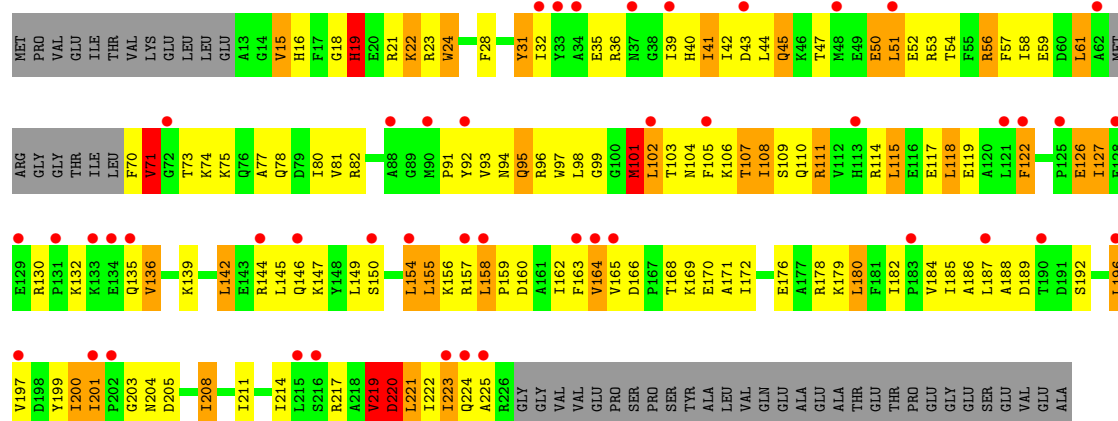 MET PRO VAL GLU ILE THR VAL LYS GLU LEU LEU GLU A13 G14 V15 H16 F17 G18 H19 E20 R21 K22 R23 W24 F28 Y31 I32 Y33 A34 E35 R36 N37 G38 I39 H40 I41 I42 D43 L44 Q45 K46 T47 M48 E49 E50 L51 E52 R53 T54 F55 R56 F57 I58 E59 D60 L61 A62 MET
ARG GLY GLY THR ILE LEU F70 V71 G72 T73 K74 K75 Q76 A77 Q78 D79 I80 V81 R82 A88 G89 M90 P91 Y92 V93 N94 Q95 R96 W97 L98 G99 G100 M101 L102 T103 N104 F105 K106 T107 I108 S109 Q110 R111 V112 H113 R114 L115 E116 E117 L118 E119 A120 L121 F122 P125 E126 I127
E129 R130 P131 K132 K133 E134 Q135 V136 K139 L142 E143 R144 L145 Q146 K147 Y148 L149 S150 L154 L155 K156 R157 L158 P159 D160 A161 I162 F163 V164 V165 D166 P167 T168 K169 E170 A171 I172 E176 A177 R178 K179 L180 F181 I182 P183 V184 I185 A186 L187 A188 D189 T190 D191 S192 L196
V197 D198 Y199 I200 I201 P202 G203 N204 D205 I208 I211 I214 L215 S216 R217 A218 V219 D220 L221 I222 I223 Q224 A225 R226 GLY GLY VAL VAL GLU PRO SER PRO SER TYR ALA LEU VAL GLN GLU ALA GLU ALA THR GLU THR PRO GLU GLY GLU SER GLU VAL GLU ALA